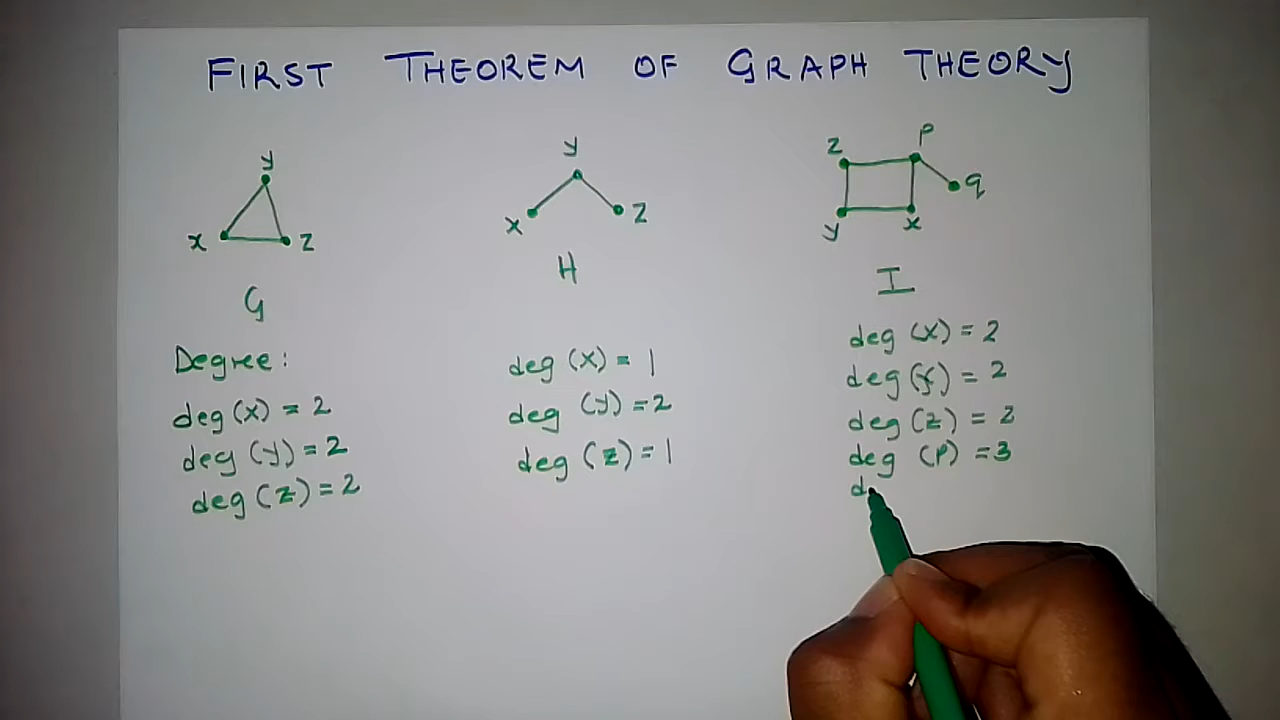 FIRST THEOREM OF GRAPH THEORY
y
x
z
G
Degree:
deg (x) = 2
deg (y) = 2
deg (z) = 2
y
x
z
H
deg (x) = 1
deg (y) = 2
deg (z) = 1
z
p
q
y
x
I
deg (x) = 2
deg (y) = 2
deg (z) = 2
deg (p) = 3
d